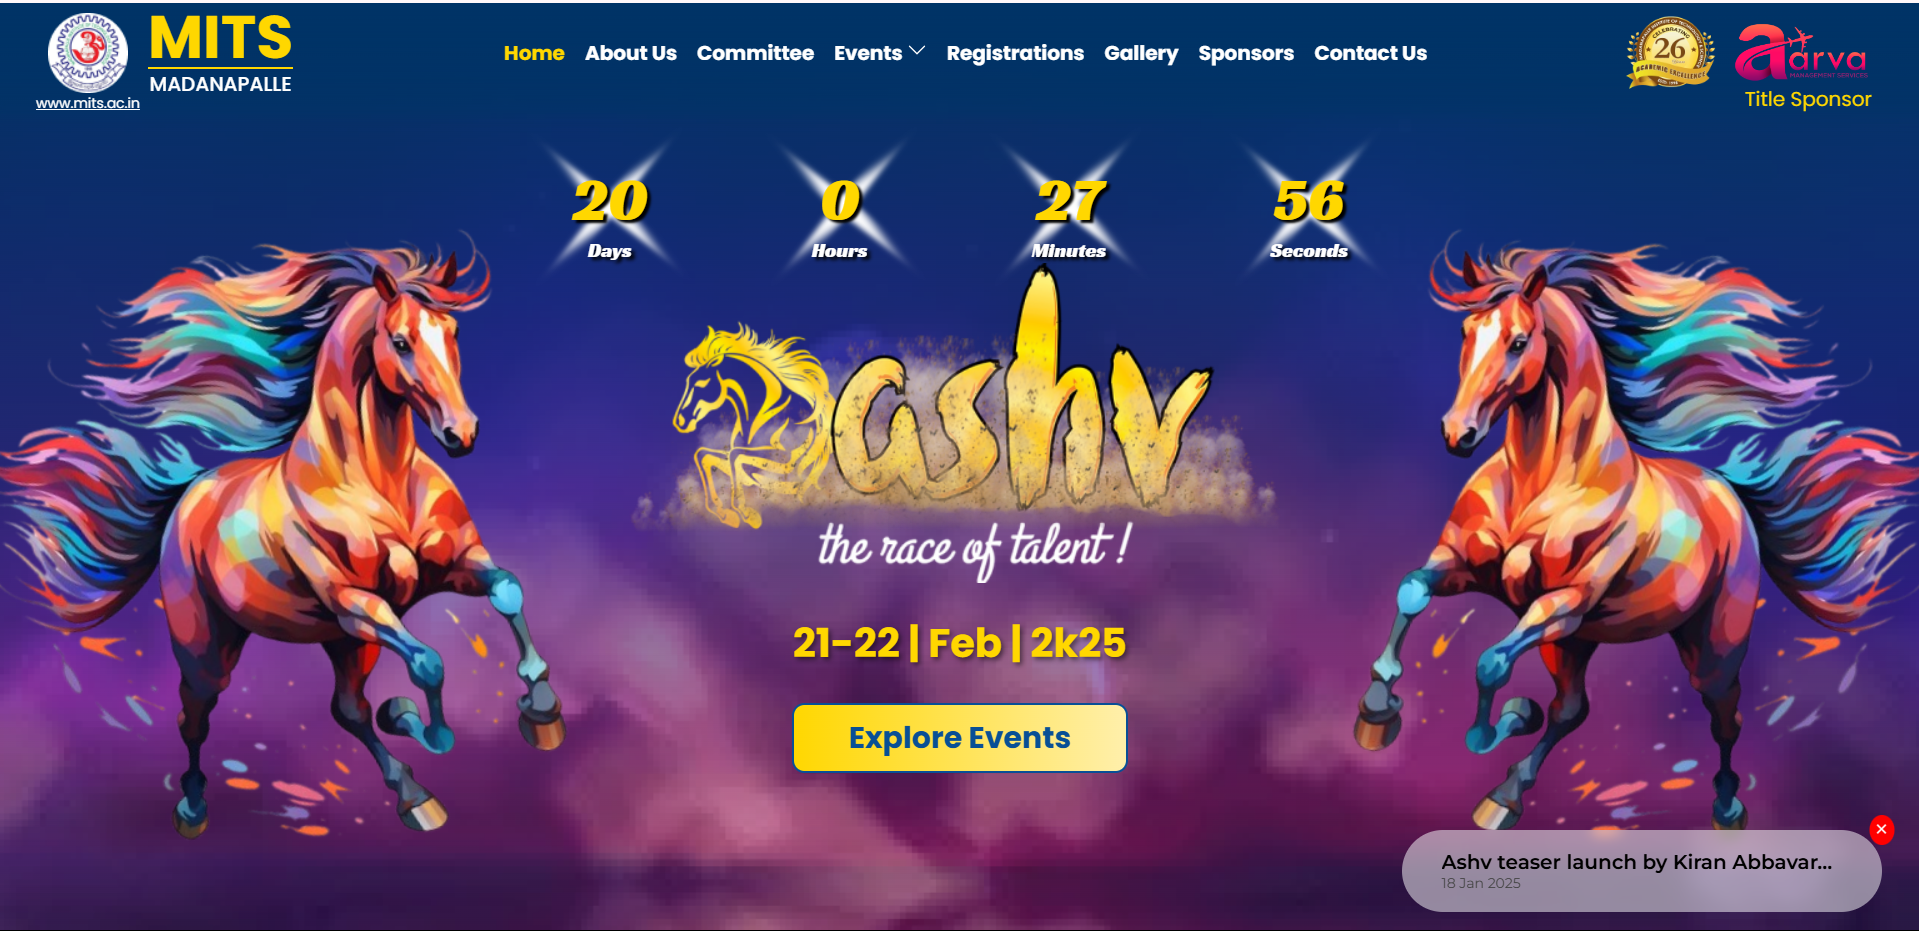 MITS
MADANAPALLE
www.mits.ac.in
Home About Us Committee Events Registrations Gallery Sponsors Contact Us
CELEBRATING
26
ACADEMIC EXCELLENCE
aarva
MANAGEMENT SERVICES
Title Sponsor
20 0 27 56
Days Hours Minutes Seconds
ashv
the race of talent !
21-22 | Feb | 2k25
Explore Events
Ashv teaser launch by Kiran Abbavar...
18 Jan 2025